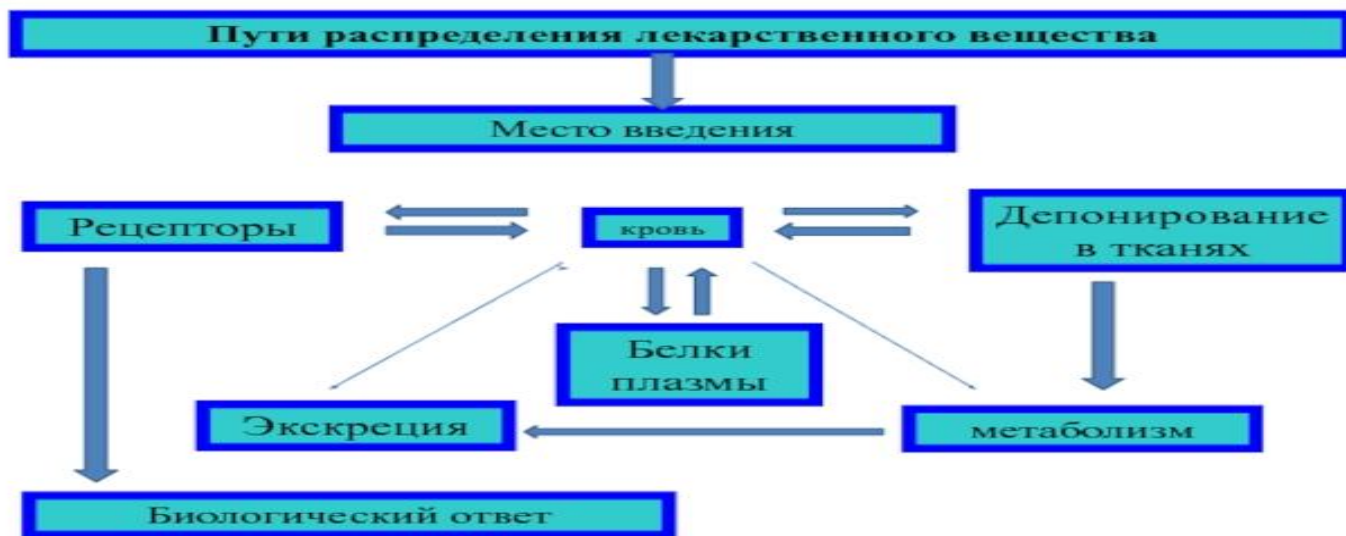 Пути распределения лекарственного вещества
Место введения
Рецепторы
кровь
Депонирование
в тканях
Белки
плазмы
Экскреция
метаболизм
Биологический ответ